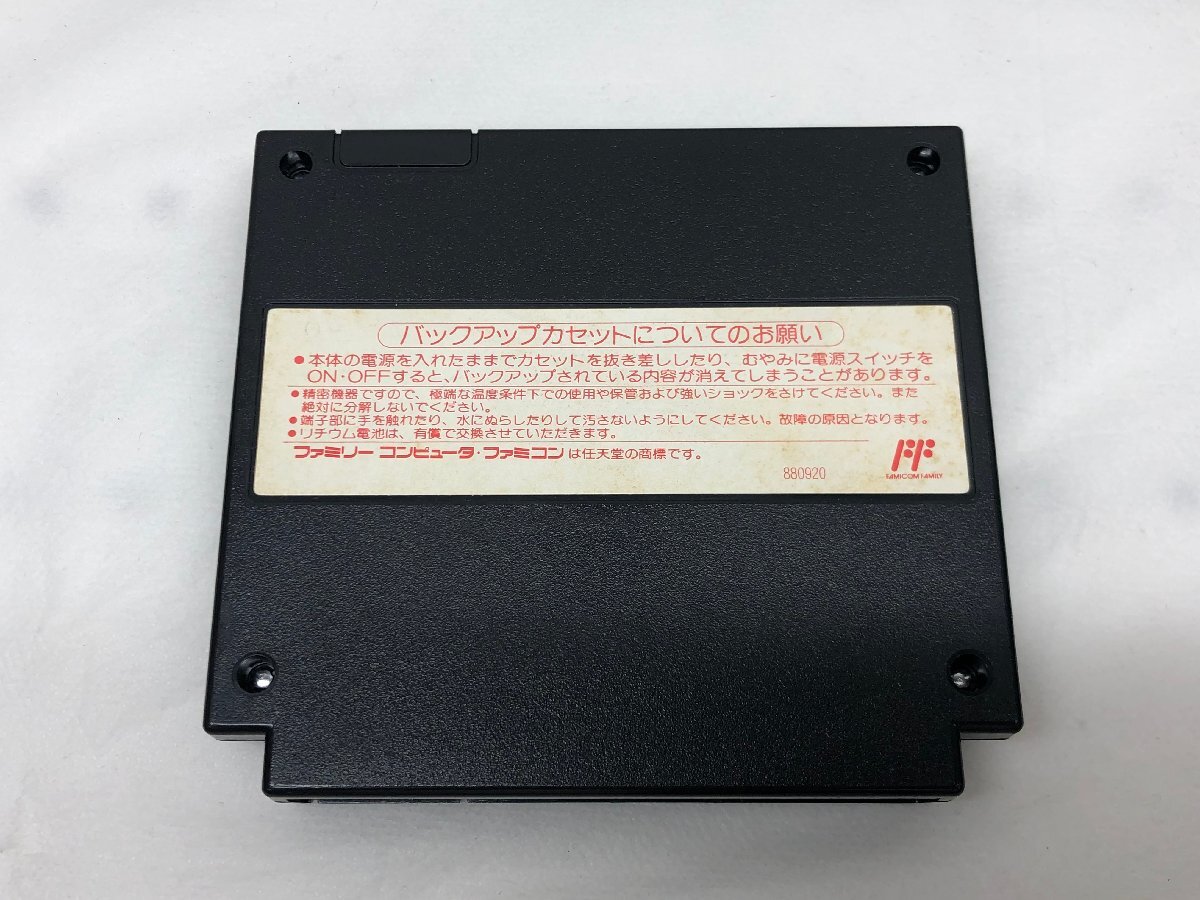 バックアップカセットについてのお願い
●本体の電源を入れたままでカセットを抜き差ししたり、むやみに電源スイッチを
ON・OFFすると、バックアップされている内容が消えてしまうことがあります。
●精密機器ですので、極端な温度条件下での使用や保管および強いショックをさけてください。また
絶対に分解しないでください。
●端子部に手を触れたり、水にぬらしたりして汚さないようにしてください。故障の原因となります。
●リチウム電池は、有償で交換させていただきます。
ファミリー コンピュータ・ファミコンは任天堂の商標です。
880920
FF
FAMICOM FAMILY